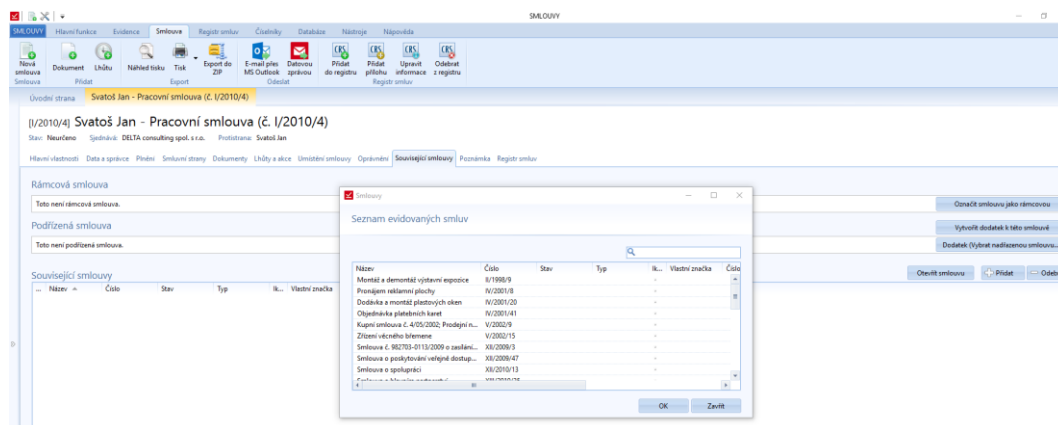 SMLOUVY
SMLOUVY Hlavní funkce Evidence Smlouva Registr smluv Číselníky Databáze Nástroje Nápověda
Nová smlouva Dokument Lhůtu Náhled tisku Tisk Export do ZIP E-mail přes MS Outlook Datovou zprávou Přidat do registru Přidat přílohu Upravit informace Odebrat z registru
Smlouva Přidat Export Odeslat Registr smluv
Úvodní strana Svatoš Jan - Pracovní smlouva (č. I/2010/4)
[I/2010/4] Svatoš Jan - Pracovní smlouva (č. I/2010/4)
Stav: Neurčeno Sjednává: DELTA consulting spol. s r.o. Protistrana: Svatoš Jan
Hlavní vlastnosti Data a správce Plnění Smluvní strany Dokumenty Lhůty a akce Umístění smlouvy Oprávnění Související smlouvy Poznámka Registr smluv
Rámcová smlouva
Toto není rámcová smlouva. Označit smlouvu jako rámcovou
Podřízená smlouva
Vytvořit dodatek k této smlouvě
Toto není podřízená smlouva. Dodatek (Vybrat nadřazenou smlouvu...
Související smlouvy
Otevřít smlouvu Přidat Odeb
... Název Číslo Stav Typ Ik... Vlastní značka
Smlouvy
Seznam evidovaných smluv
Název Číslo Stav Typ Ik... Vlastní značka Číslo
Montáž a demontáž výstavní expozice II/1998/9
Pronájem reklamní plochy IV/2001/8
Dodávka a montáž plastových oken IV/2001/20
Objednávka platebních karet IV/2001/41
Kupní smlouva č. 4/05/2002; Prodejní n... V/2002/9
Zřízení věcného břemene V/2002/15
Smlouva č. 982703-0113/2009 o zasílání... XII/2009/3
Smlouva o poskytování veřejné dostup... XII/2009/47
Smlouva o spolupráci XII/2010/13
OK Zavřít